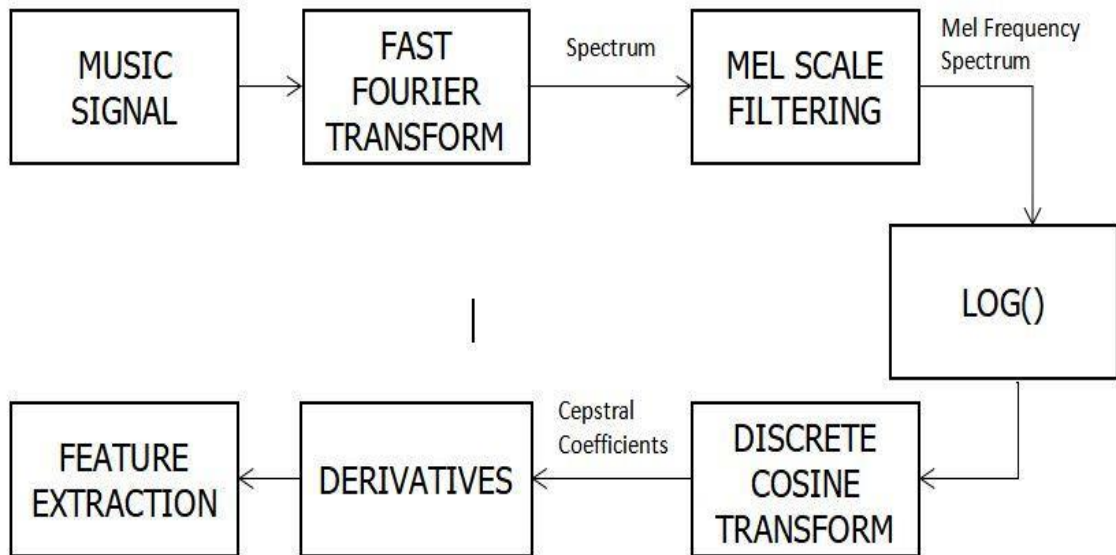 MUSIC
SIGNAL
FAST
FOURIER
TRANSFORM
Spectrum
MEL SCALE
FILTERING
Mel Frequency
Spectrum
LOG()
DISCRETE
COSINE
TRANSFORM
Cepstral
Coefficients
DERIVATIVES
FEATURE
EXTRACTION